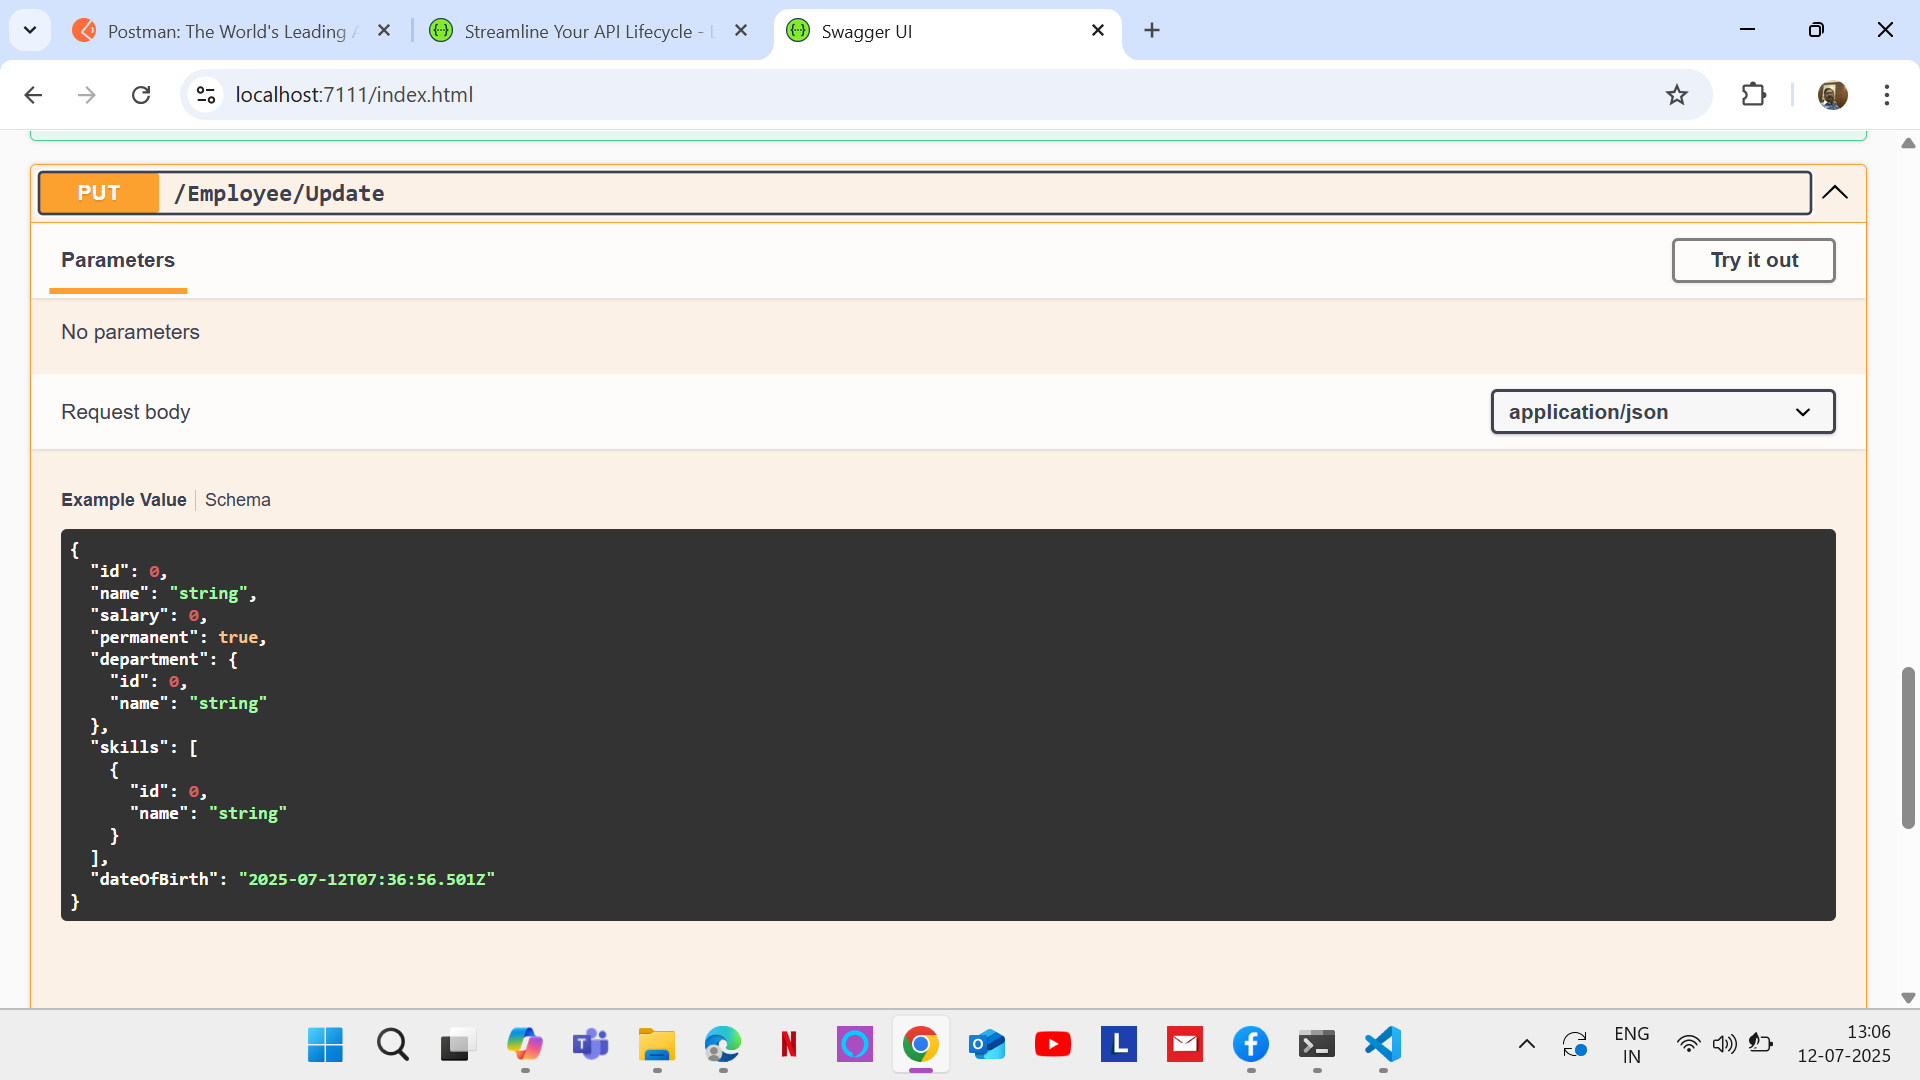 Postman: The World's Leading
Streamline Your API Lifecycle -
Swagger UI
localhost:7111/index.html
PUT /Employee/Update
Parameters
Try it out
No parameters
Request body
application/json
Example Value
Schema
{
  "id": 0,
  "name": "string",
  "salary": 0,
  "permanent": true,
  "department": {
    "id": 0,
    "name": "string"
  },
  "skills": [
    {
      "id": 0,
      "name": "string"
    }
  ],
  "dateOfBirth": "2025-07-12T07:36:56.501Z"
}
ENG
IN
13:06
12-07-2025